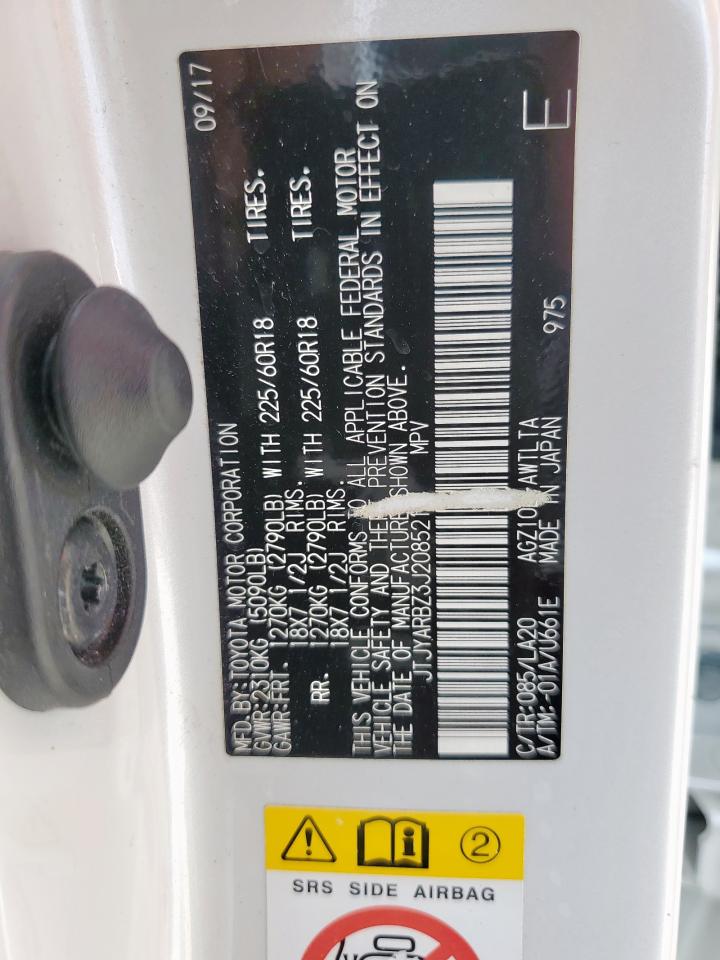 MFD. BY: TOYOTA MOTOR CORPORATION 09/17
GVWR: 2310KG (5090LB)
GAWR: FRT. 1270KG (2790LB) WITH 225/60R18 TIRES.
18X7 1/2J RIMS.
RR. 1270KG (2790LB) WITH 225/60R18 TIRES.
18X7 1/2J RIMS.
THIS VEHICLE CONFORMS TO ALL APPLICABLE FEDERAL MOTOR
VEHICLE SAFETY AND THEFT PREVENTION STANDARDS IN EFFECT ON
THE DATE OF MANUFACTURE SHOWN ABOVE.
MPV
C/TR: 085/LA20 AWTLTA 975 E
A/TM: -01A/U661E MADE IN JAPAN
2
SRS SIDE AIRBAG